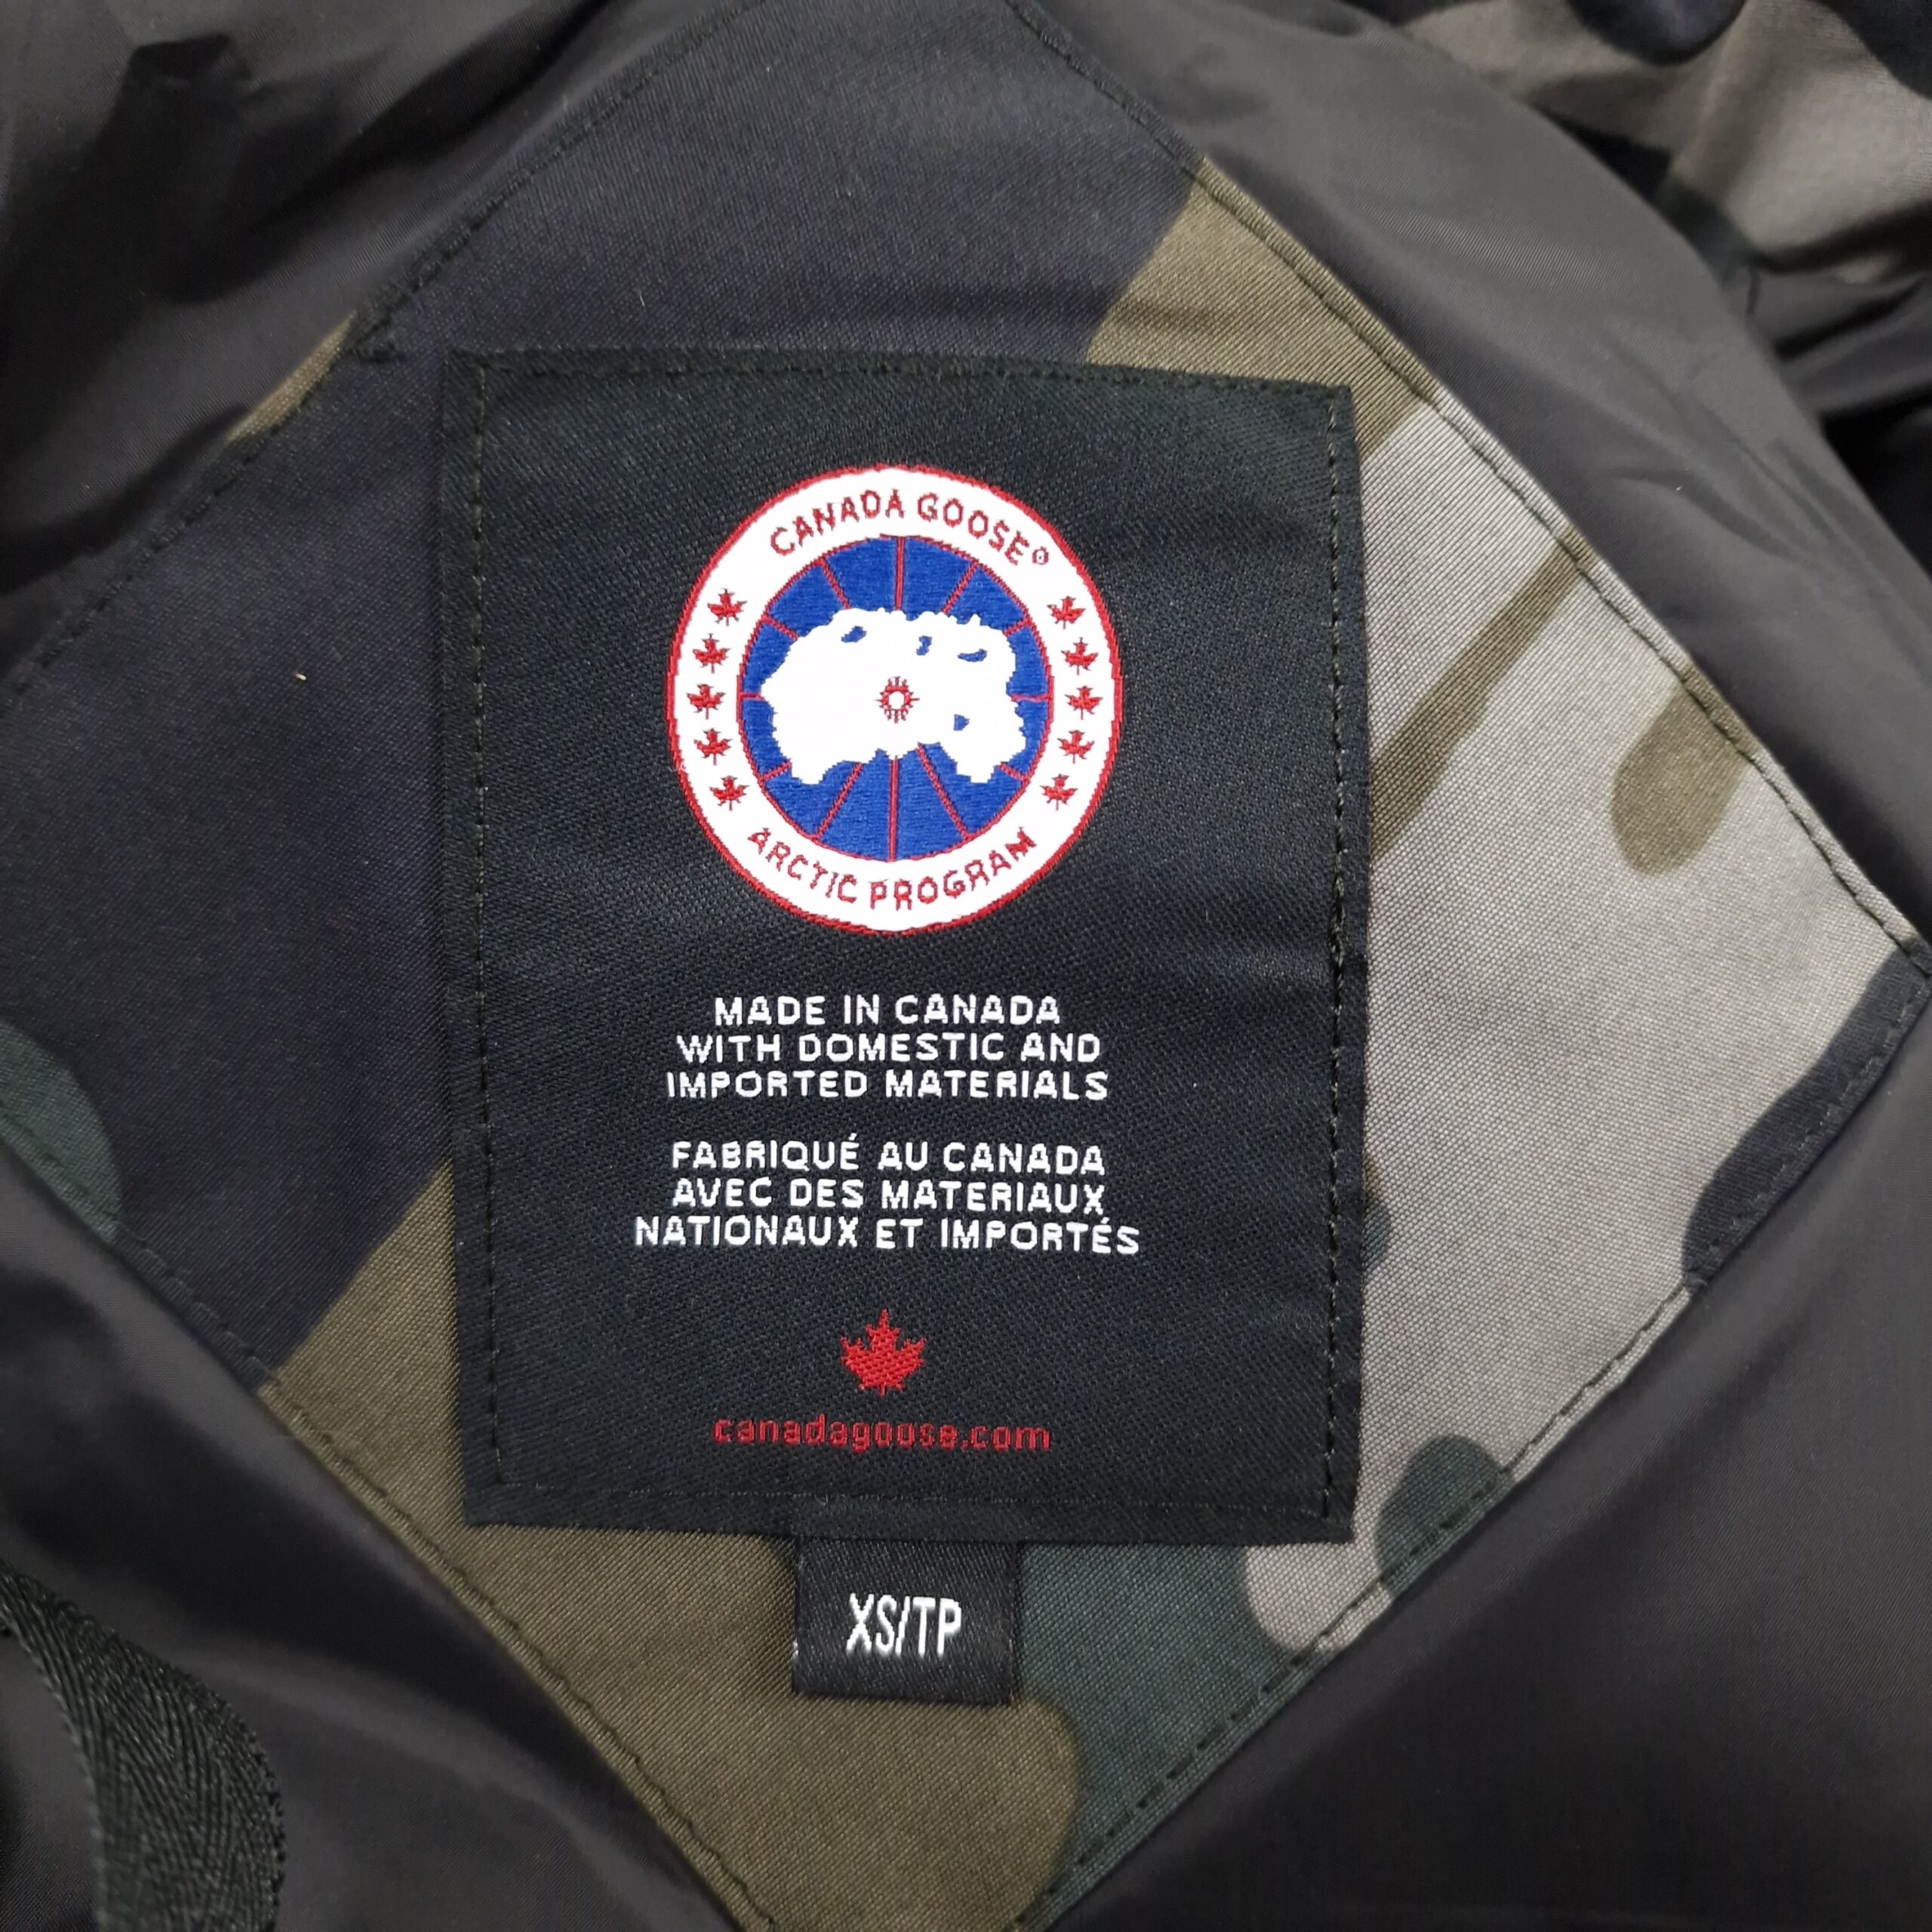 CANADA GOOSE®
ARCTIC PROGRAM
MADE IN CANADA
WITH DOMESTIC AND
IMPORTED MATERIALS
FABRIQUÉ AU CANADA
AVEC DES MATERIAUX
NATIONAUX ET IMPORTÉS
canadagoose.com
XS/TP